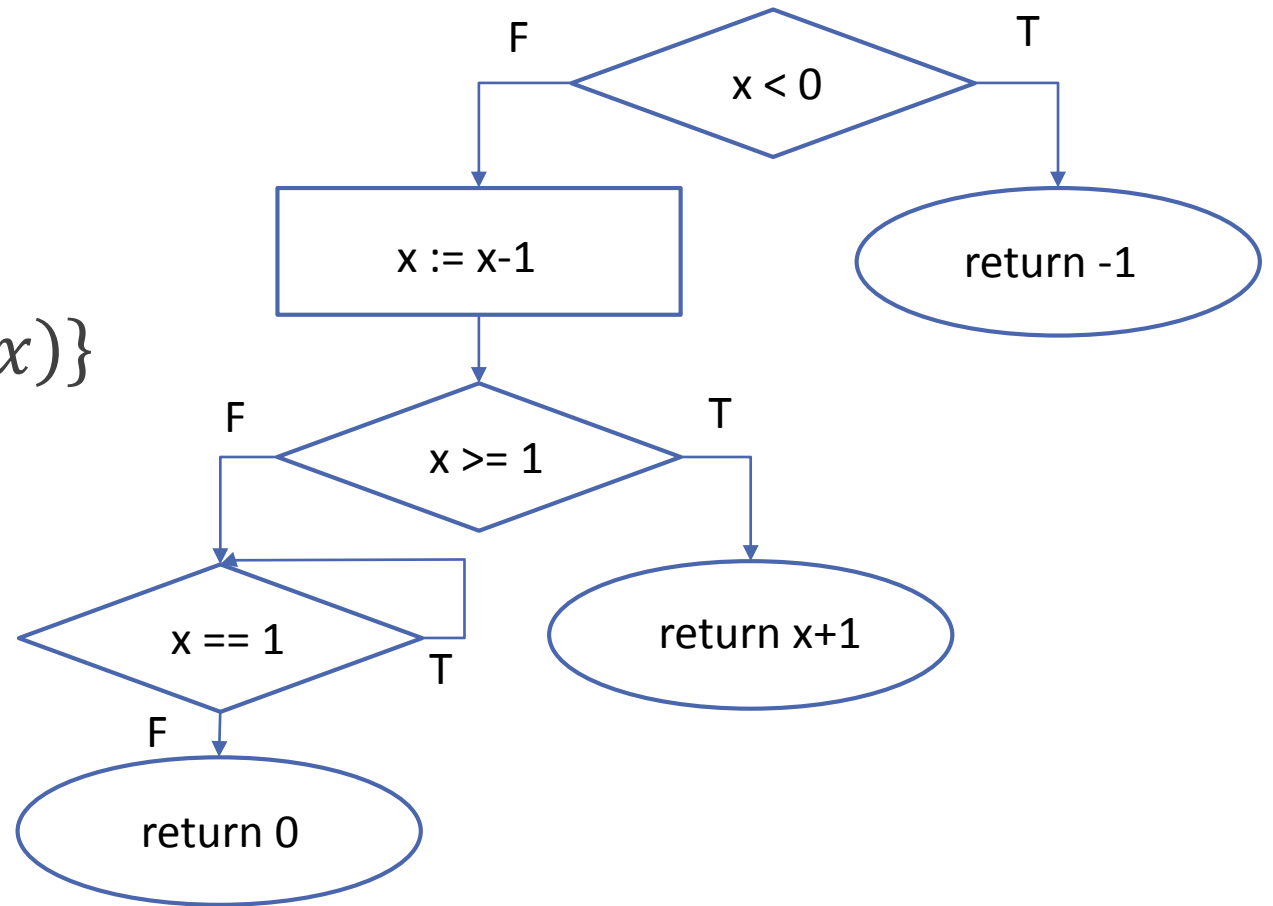 F
T
x < 0
x := x-1
return -1
x)}
F
T
x >= 1
x == 1
T
return x+1
F
return 0